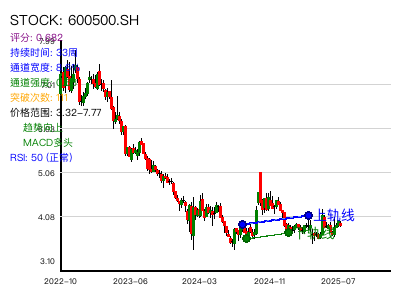 STOCK: 600500.SH
评分: 0.682
持续时间: 33周
通道宽度:
通道强度:
突破次数:
价格范围: 3.32-7.77
趋势向上
MACD多头
RSI: 50 (正常)
5.06
4.08
3.10
上轨线
2022-10
2023-06
2024-03
2024-11
2025-07